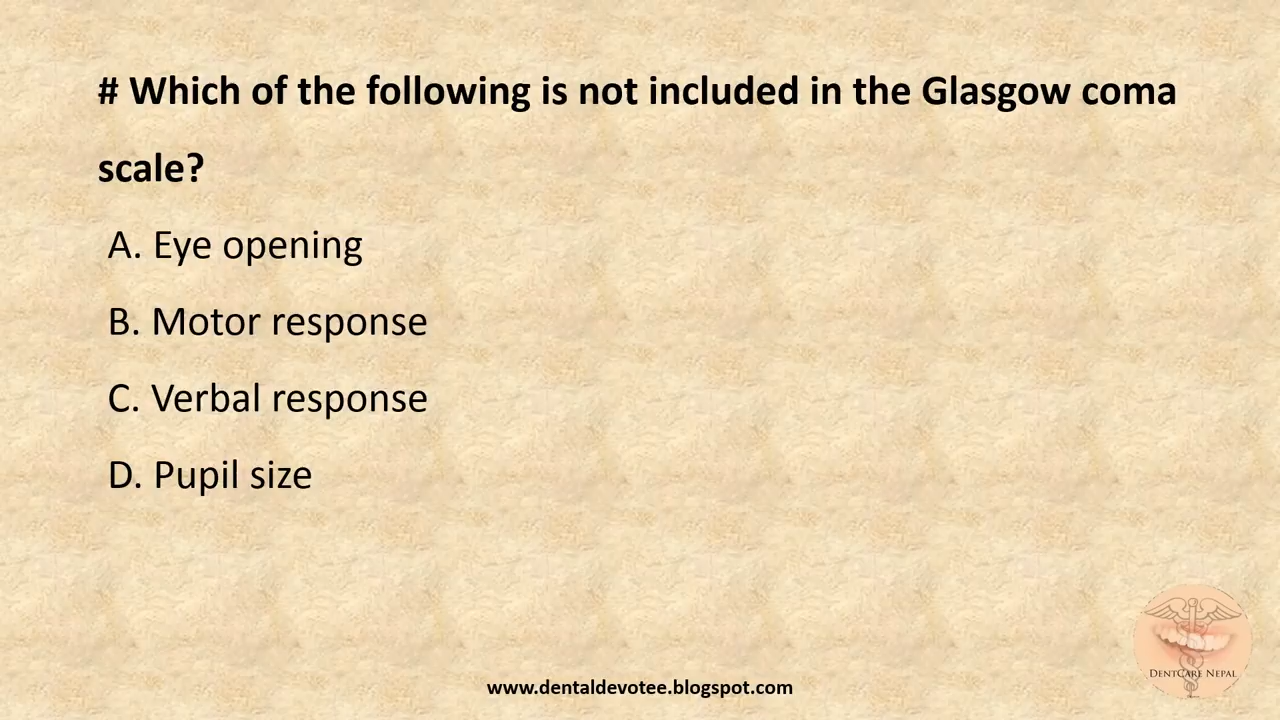 # Which of the following is not included in the Glasgow coma
scale?
A. Eye opening
B. Motor response
C. Verbal response
D. Pupil size
DENTCARE NEPAL
www.dentaldevotee.blogspot.com